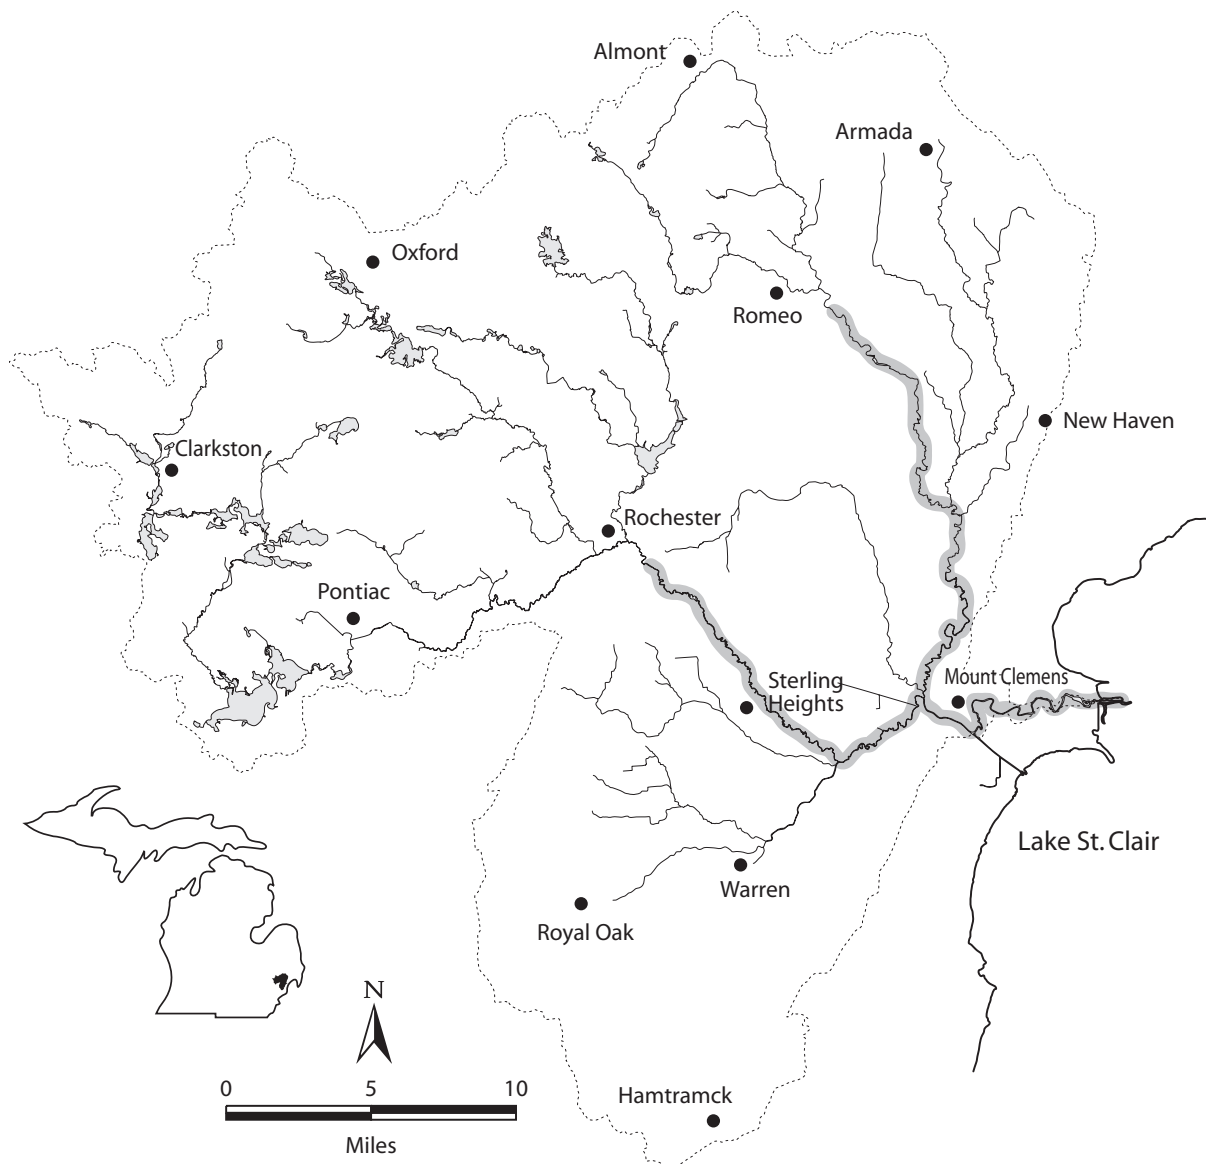 Almont
Armada
Oxford
Romeo
New Haven
Clarkston
Rochester
Pontiac
Mount Clemens
Sterling
Heights
Lake St. Clair
Warren
Royal Oak
N
0 5 10
Miles
Hamtramck